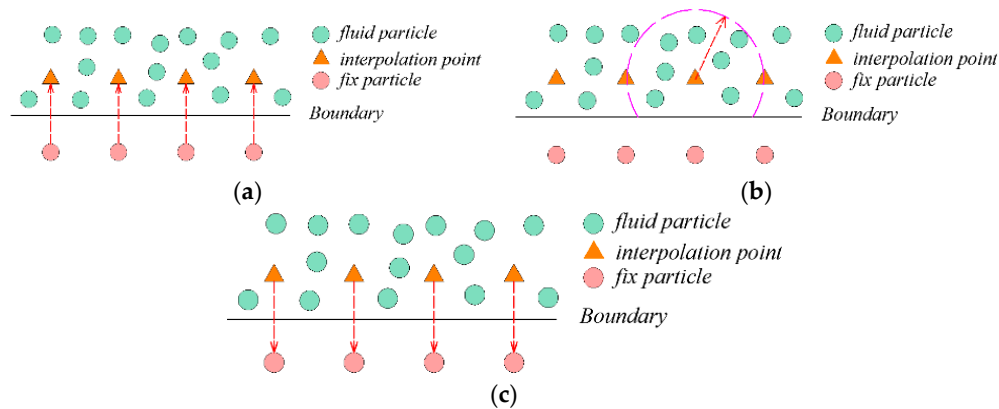 fluid particle
interpolation point
fix particle
Boundary
(a)
fluid particle
interpolation point
fix particle
Boundary
(b)
fluid particle
interpolation point
fix particle
Boundary
(c)